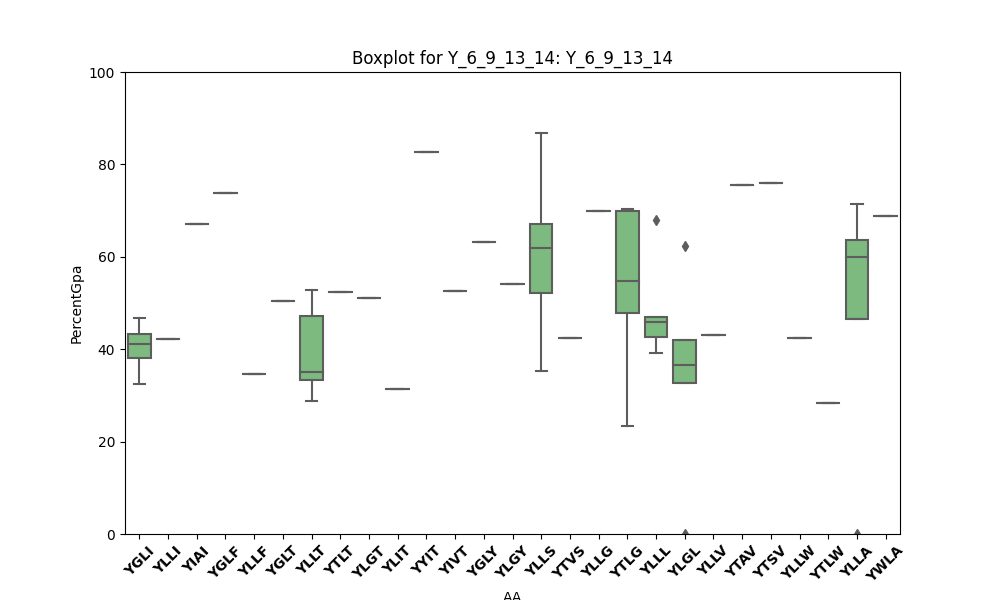 Boxplot for Y_6_9_13_14: Y_6_9_13_14
100
80
60
40
20
0
PercentGpa
YGLI YLLI YIAI YGLF YLLF YGLT YLLT YTLT YLGT YLIT YYIT YIVT YGLY YLGY YLLS YTVS YLLG YTLG YLLL YLGL YLLV YTAV YTSV YLLW YTLW YLLA YWLA
AA